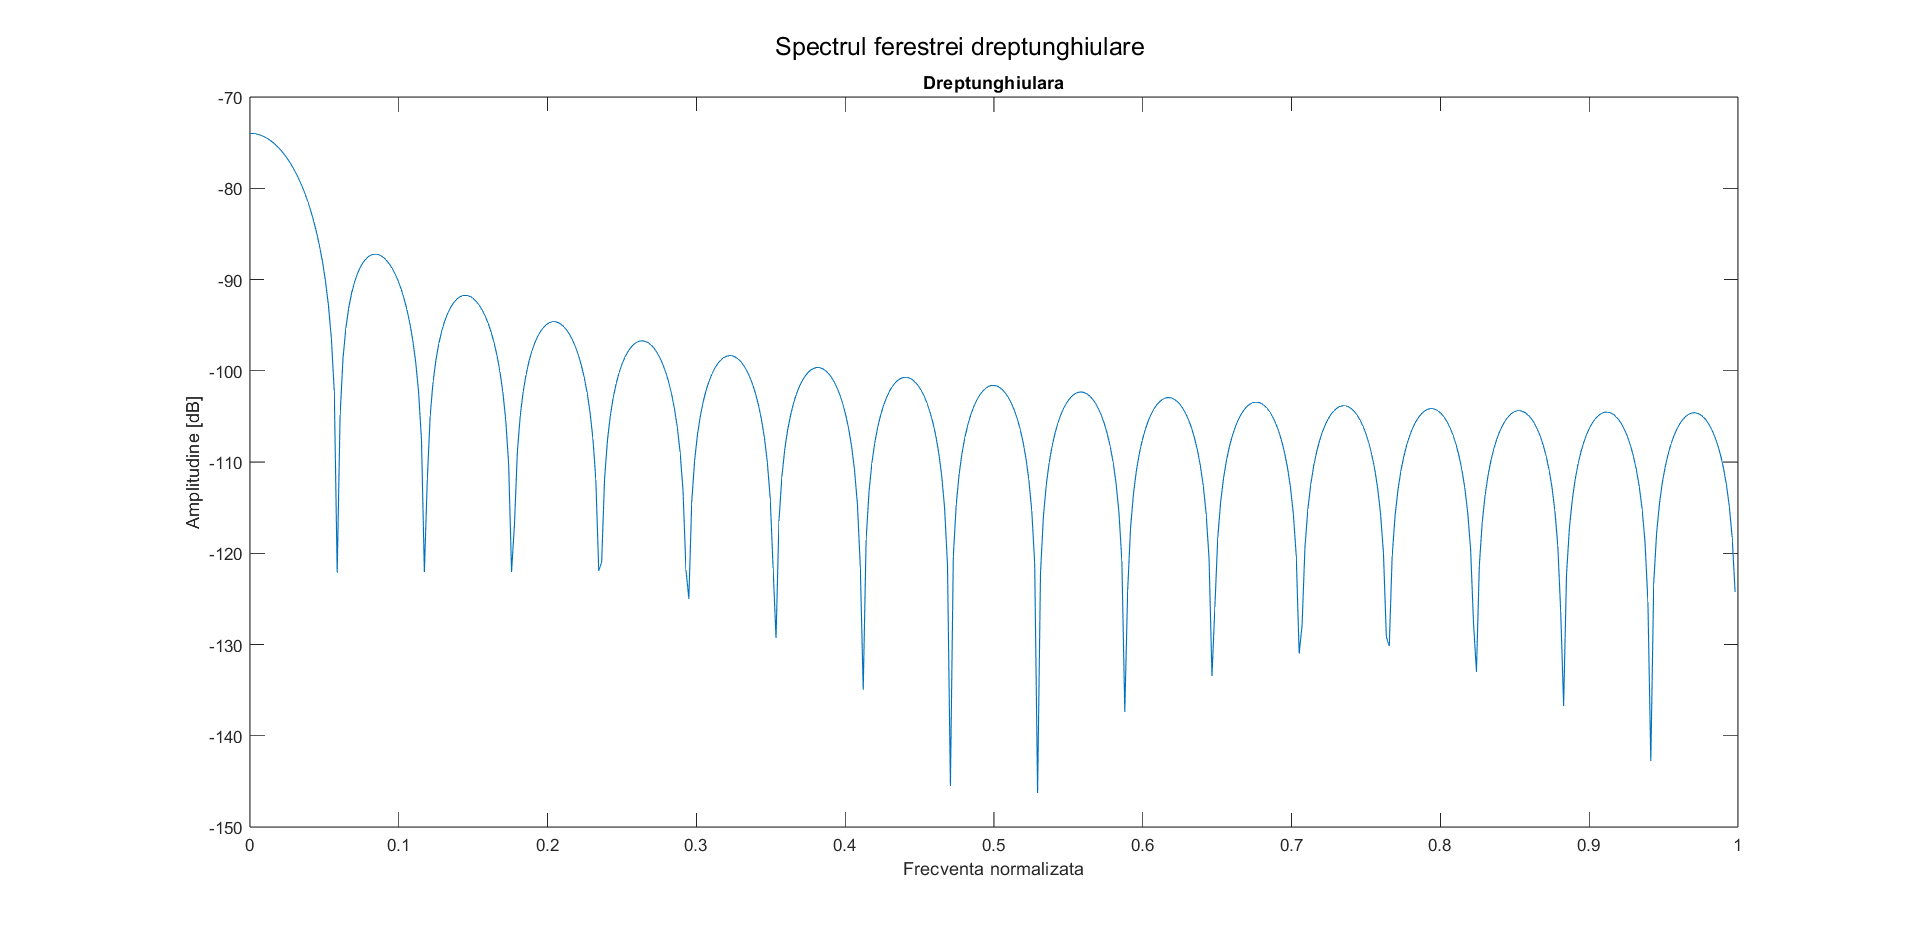 Spectrul ferestrei dreptunghiulare
Dreptunghiulara
-70
-80
-90
-100
-110
-120
-130
-140
-150
Amplitudine [dB]
0 0.1 0.2 0.3 0.4 0.5 0.6 0.7 0.8 0.9 1
Frecventa normalizata